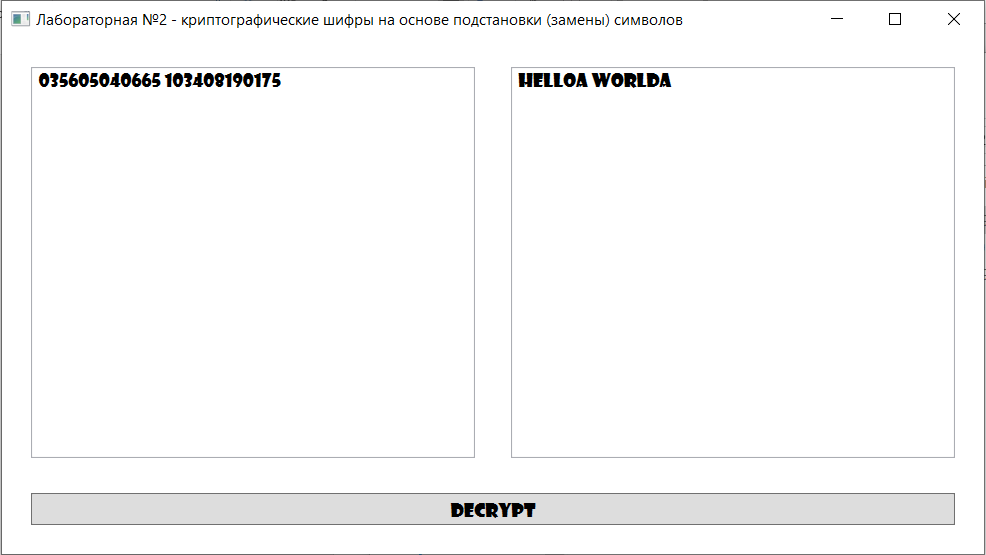 Лабораторная №2 - криптографические шифры на основе подстановки (замены) символов
035605040665 103408190175
HELLOA WORLDA
DECRYPT